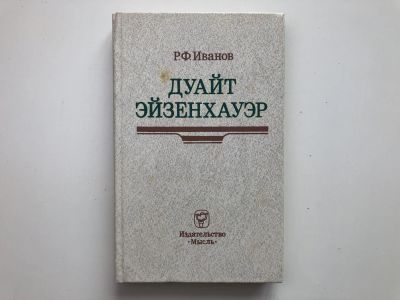 Р.Ф. Иванов
ДУАЙТ
ЭЙЗЕНХАУЭР
Издательство
«Мысль»